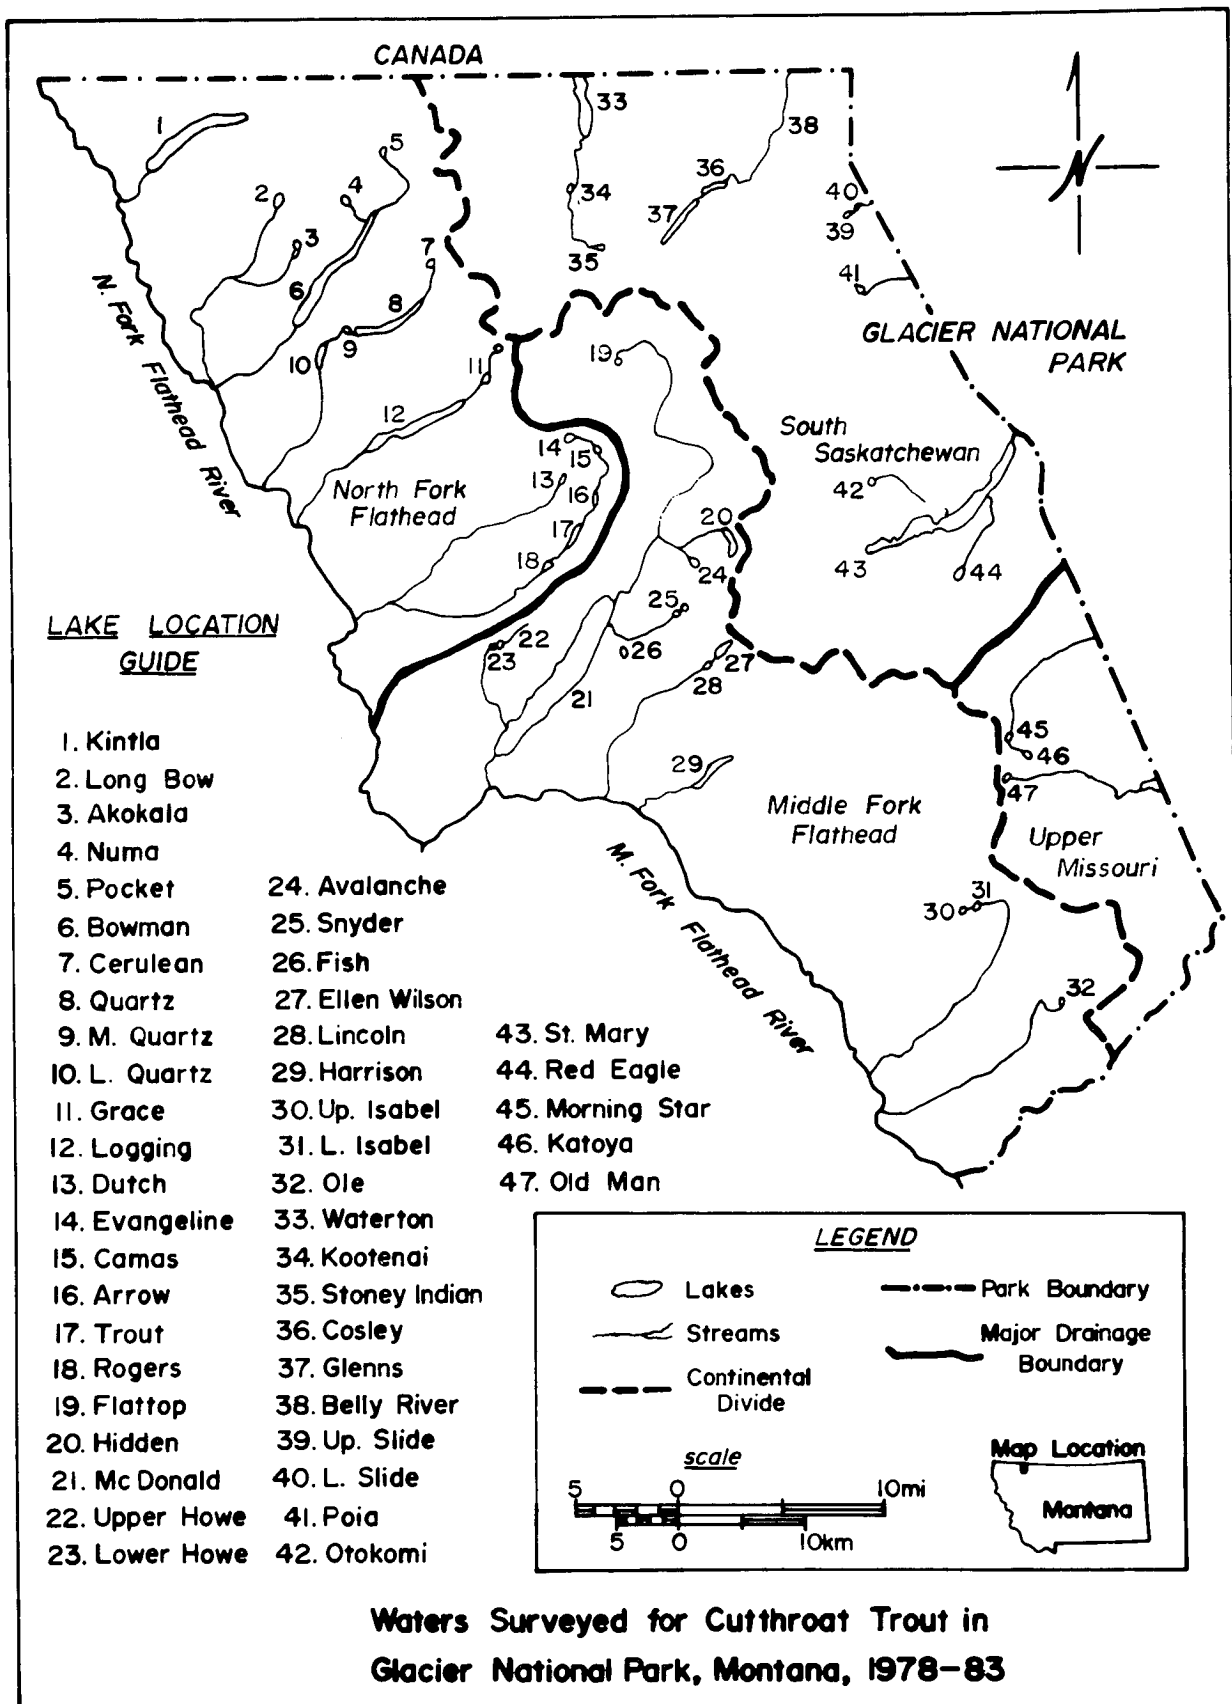 CANADA
33
38
1
5
36
2
4
34
40
37
39
3
7
35
41
6
N. Fork Flathead River
8
GLACIER NATIONAL
PARK
9
10
19
11
12
South
Saskatchewan
14
15
13
42
North Fork
Flathead
16
20
17
18
43
24
44
LAKE LOCATION
GUIDE
25
22
23
26
27
28
21
45
46
29
47
Middle Fork
Flathead
Upper
Missouri
M. Fork Flathead River
31
30
32
1. Kintla
2. Long Bow
3. Akokala
4. Numa
5. Pocket
6. Bowman
7. Cerulean
8. Quartz
9. M. Quartz
10. L. Quartz
11. Grace
12. Logging
13. Dutch
14. Evangeline
15. Camas
16. Arrow
17. Trout
18. Rogers
19. Flattop
20. Hidden
21. Mc Donald
22. Upper Howe
23. Lower Howe
24. Avalanche
25. Snyder
26. Fish
27. Ellen Wilson
28. Lincoln
29. Harrison
30. Up. Isabel
31. L. Isabel
32. Ole
33. Waterton
34. Kootenai
35. Stoney Indian
36. Cosley
37. Glenns
38. Belly River
39. Up. Slide
40. L. Slide
41. Poia
42. Otokomi
43. St. Mary
44. Red Eagle
45. Morning Star
46. Katoya
47. Old Man
LEGEND
Lakes
Streams
Continental
Divide
Park Boundary
Major Drainage
Boundary
scale
5 0 10mi
5 0 10km
Map Location
Montana
Waters Surveyed for Cutthroat Trout in
Glacier National Park, Montana, 1978-83